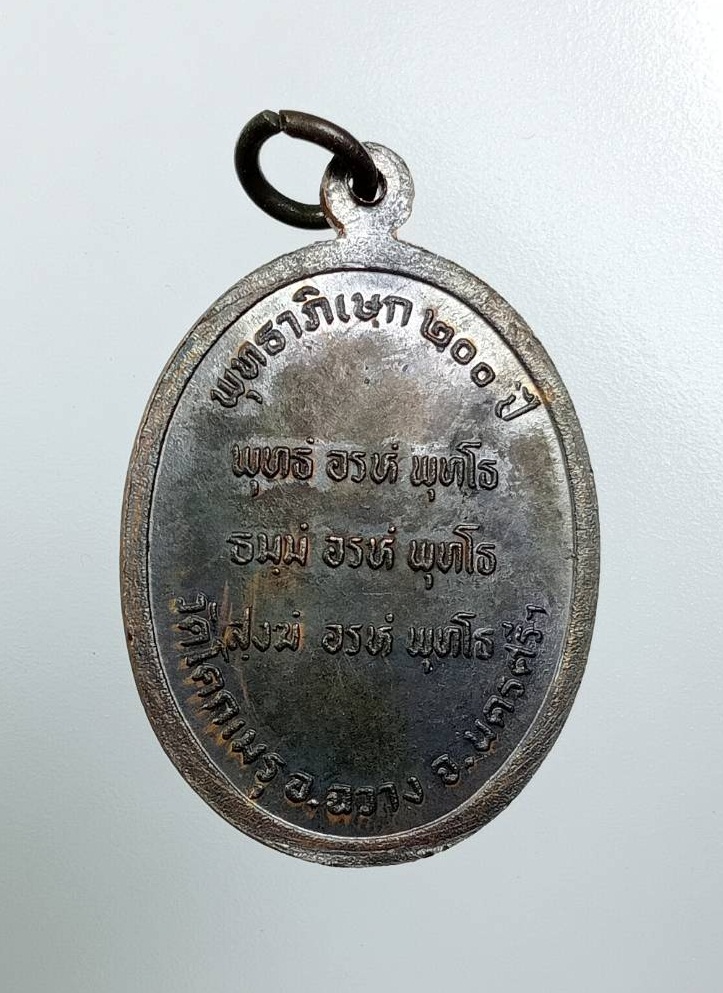 พุทธาภิเษก ๒๐๐ ปี
พุทธํ อรหํ พุทโธ
ธมฺมํ อรหํ พุทโธ
สงฺฆํ อรหํ พุทโธ
วัดโคกเมรุ อ.ฉวาง จ.นครศรีฯ